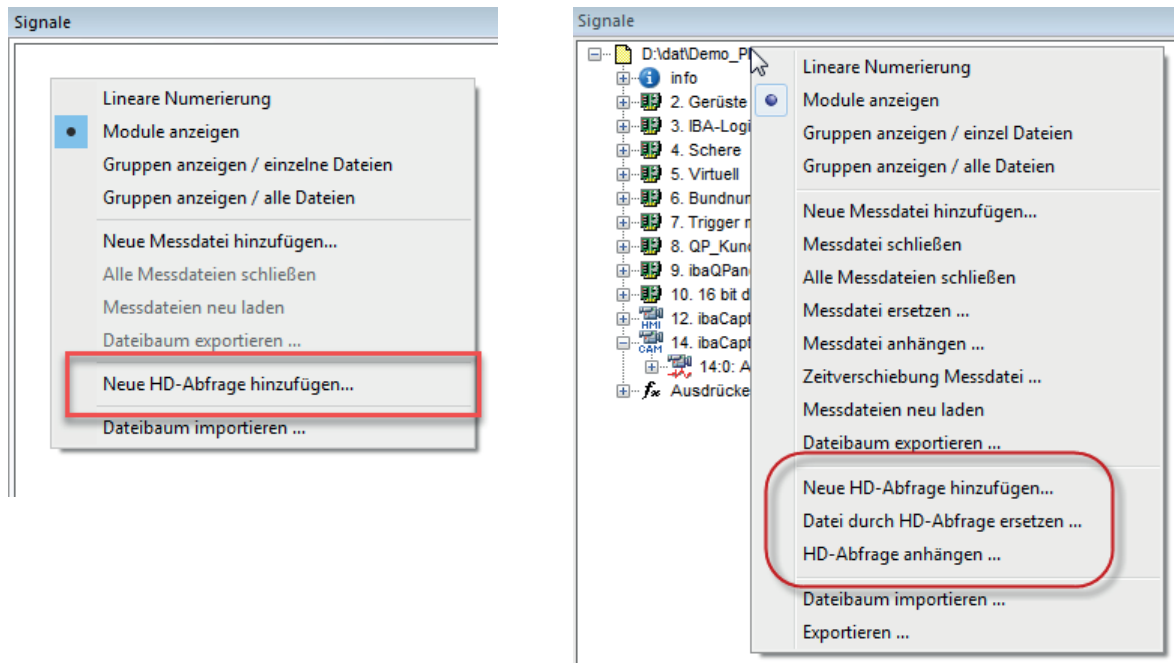 Signale
Lineare Numerierung
Module anzeigen
Gruppen anzeigen / einzelne Dateien
Gruppen anzeigen / alle Dateien
Neue Messdatei hinzufügen...
Alle Messdateien schließen
Messdateien neu laden
Dateibaum exportieren ...
Neue HD-Abfrage hinzufügen...
Dateibaum importieren ...
Signale
D:\dat\Demo_
info
2. Gerüste
3. IBA-Logi
4. Schere
5. Virtuell
6. Bundnur
7. Trigger
8. QP_Kun
9. ibaQPan
10. 16 bit d
HMI 12. ibaCapt
CAM 14. ibaCapt
14:0: A
fx Ausdrücke
Lineare Numerierung
Module anzeigen
Gruppen anzeigen / einzel Dateien
Gruppen anzeigen / alle Dateien
Neue Messdatei hinzufügen...
Messdatei schließen
Alle Messdateien schließen
Messdatei ersetzen ...
Messdatei anhängen ...
Zeitverschiebung Messdatei ...
Messdateien neu laden
Dateibaum exportieren ...
Neue HD-Abfrage hinzufügen...
Datei durch HD-Abfrage ersetzen ...
HD-Abfrage anhängen ...
Dateibaum importieren ...
Exportieren ...